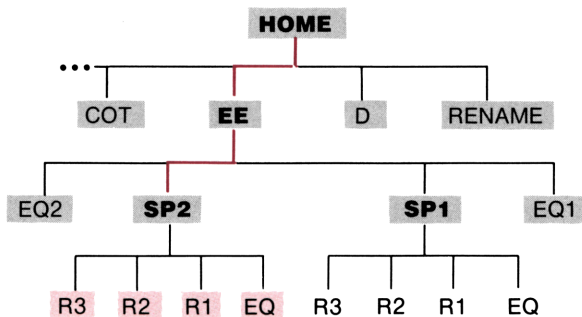 HOME
••• COT EE D RENAME
EQ2 SP2 SP1 EQ1
R3 R2 R1 EQ R3 R2 R1 EQ